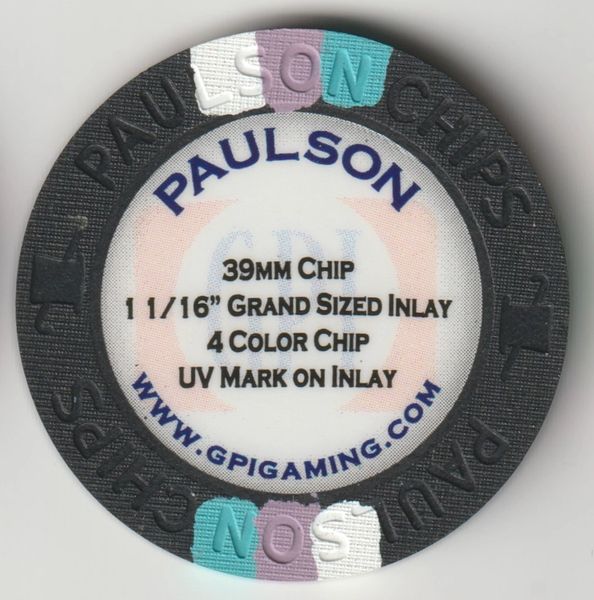 PAULSON CHIPS
PAULSON
GPI
39MM CHIP
1 1/16” GRAND SIZED INLAY
4 COLOR CHIP
UV MARK ON INLAY
WWW.GPIGAMING.COM
PAULSON CHIPS